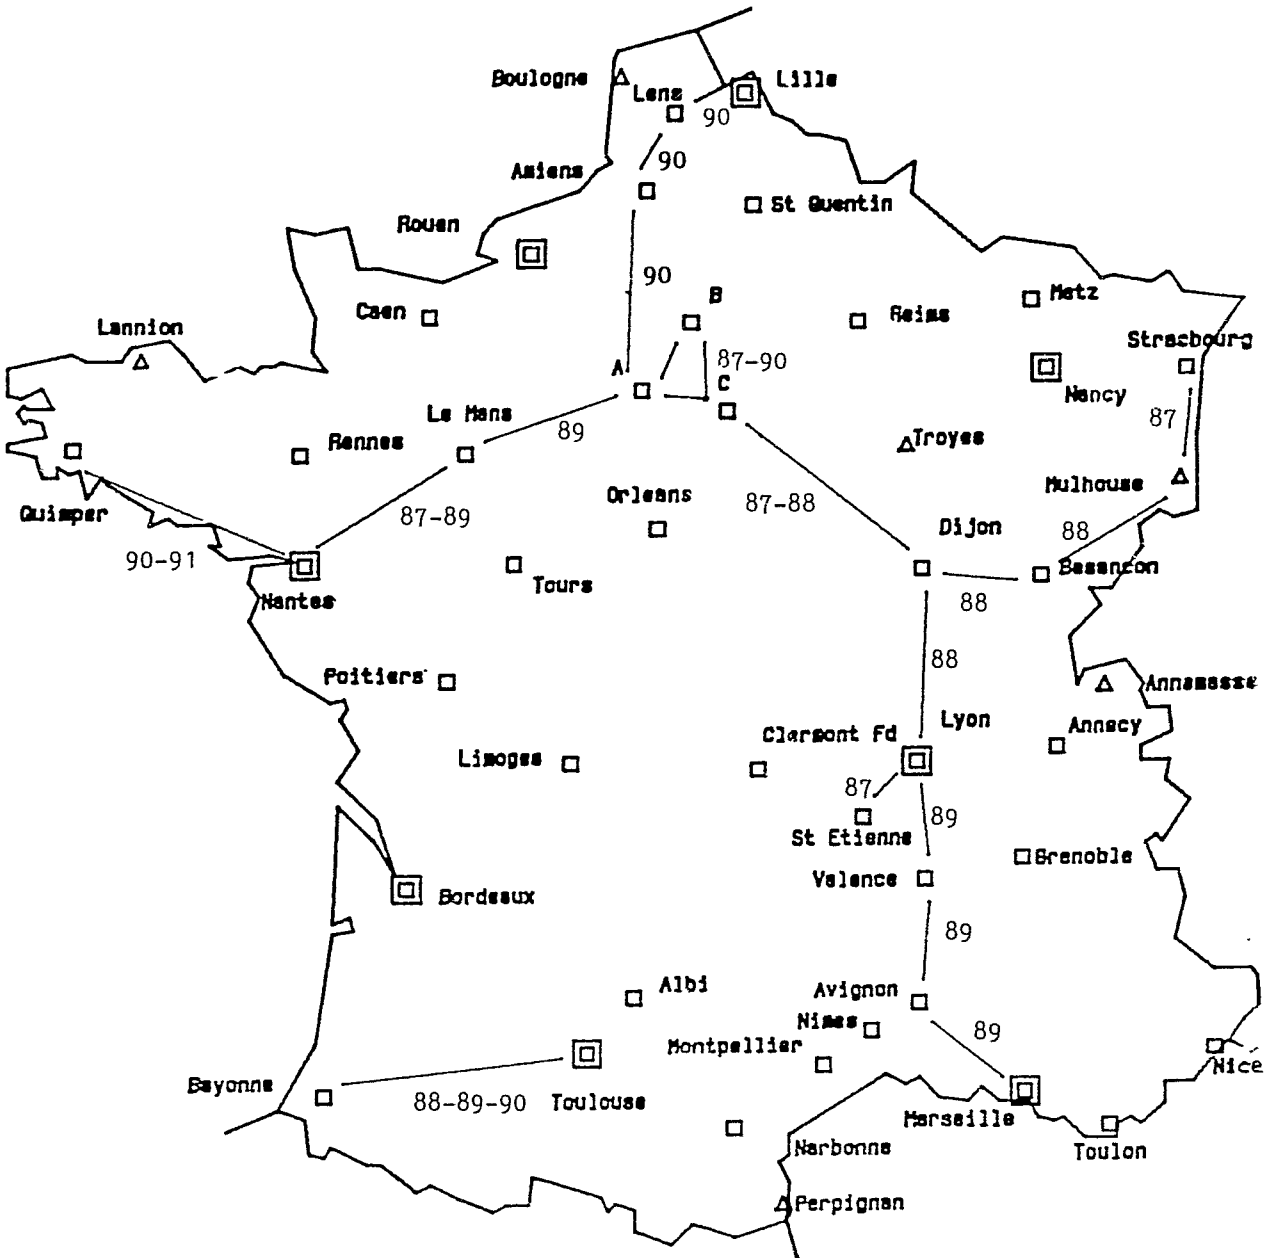 Boulogne
Lille
Lens
90
90
Amiens
St Quentin
Rouen
90
B
Metz
Caen
Reims
Lannion
Strasbourg
87-90
A
C
Nancy
Le Mans
89
87
Rennes
Troyes
Mulhouse
Orleans
Quimper
87-89
87-88
Dijon
88
90-91
Besancon
Tours
Nantes
88
88
Poitiers
Annemasse
Lyon
Annecy
Clermont Fd
Limoges
87
89
St Etienne
Grenoble
Valence
Bordeaux
89
Albi
Avignon
Nimes
89
Montpellier
Nice
Bayonne
88-89-90
Toulouse
Marseille
Narbonne
Toulon
Perpignan